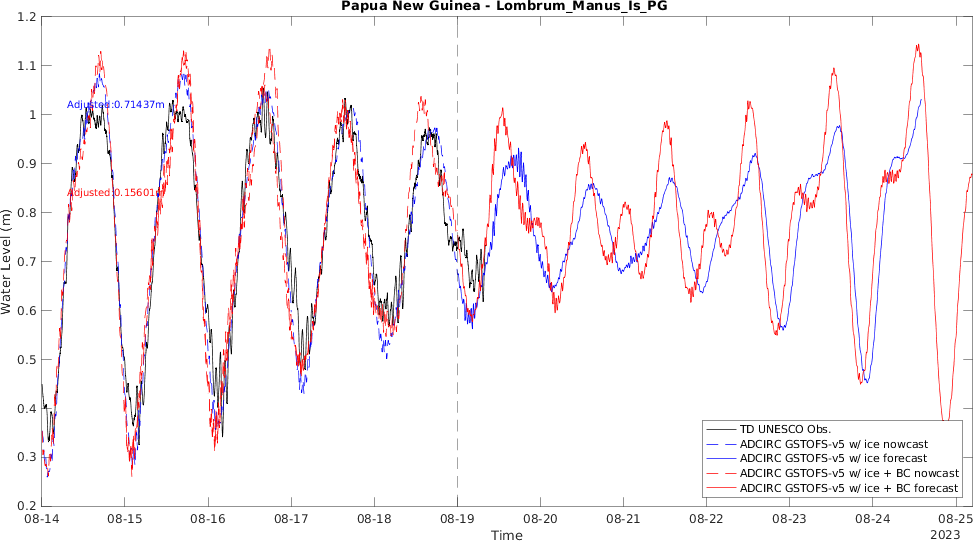 Papua New Guinea - Lombrum_Manus_Is_PG
1.2
1.1
1
0.9
0.8
0.7
0.6
0.5
0.4
0.3
0.2
Water Level (m)
Adjusted:0.71437m
Adjusted:0.15601m
TD UNESCO Obs.
ADCIRC GSTOFS-v5 w/ ice nowcast
ADCIRC GSTOFS-v5 w/ ice forecast
ADCIRC GSTOFS-v5 w/ ice + BC nowcast
ADCIRC GSTOFS-v5 w/ ice + BC forecast
08-14 08-15 08-16 08-17 08-18 08-19 08-20 08-21 08-22 08-23 08-24 08-25
Time
2023